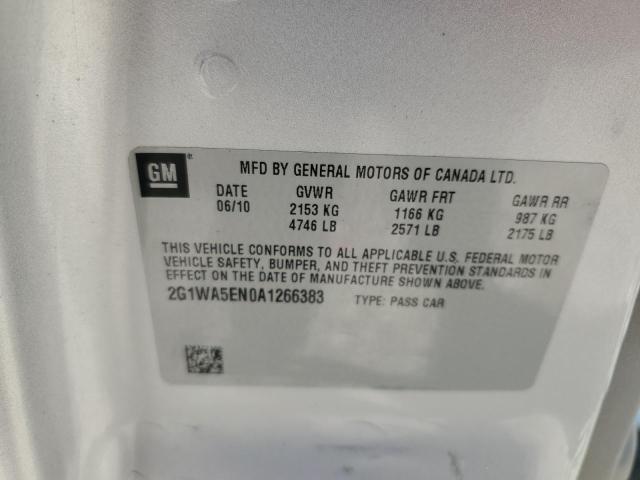 GM
MFD BY GENERAL MOTORS OF CANADA LTD.
DATE GVWR GAWR FRT GAWR RR
06/10 2153 KG 1166 KG 987 KG
4746 LB 2571 LB 2175 LB
THIS VEHICLE CONFORMS TO ALL APPLICABLE U.S. FEDERAL MOTOR
VEHICLE SAFETY, BUMPER, AND THEFT PREVENTION STANDARDS IN
EFFECT ON THE DATE OF MANUFACTURE SHOWN ABOVE.
2G1WA5EN0A1266383 TYPE: PASS CAR